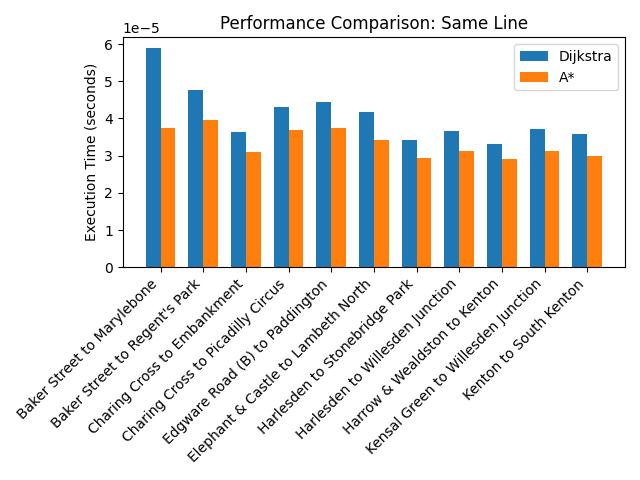 Performance Comparison: Same Line
1e−5
Execution Time (seconds)
6
5
4
3
2
1
0
Dijkstra
A*
Baker Street to Marylebone
Baker Street to Regent's Park
Charing Cross to Embankment
Charing Cross to Picadilly Circus
Edgware Road (B) to Paddington
Elephant & Castle to Lambeth North
Harlesden to Stonebridge Park
Harlesden to Willesden Junction
Harrow & Wealdston to Kenton
Kensal Green to Willesden Junction
Kenton to South Kenton